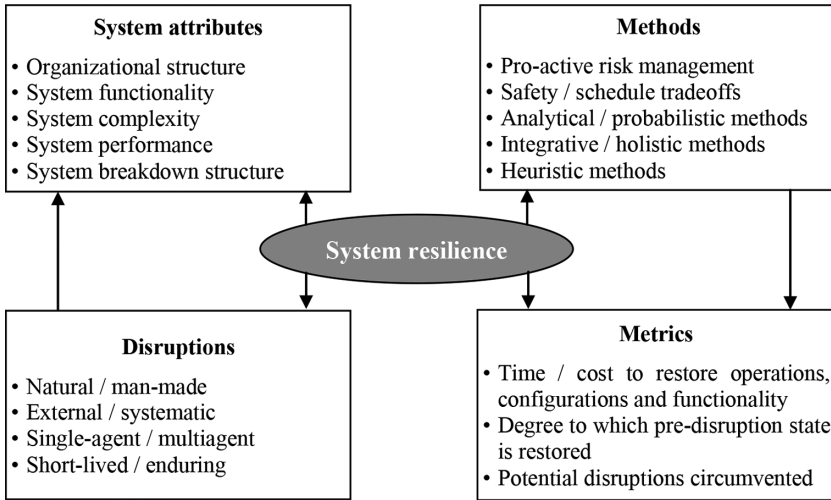 System attributes
• Organizational structure
• System functionality
• System complexity
• System performance
• System breakdown structure
Methods
• Pro-active risk management
• Safety / schedule tradeoffs
• Analytical / probabilistic methods
• Integrative / holistic methods
• Heuristic methods
System resilience
Disruptions
• Natural / man-made
• External / systematic
• Single-agent / multiagent
• Short-lived / enduring
Metrics
• Time / cost to restore operations,
configurations and functionality
• Degree to which pre-disruption state
is restored
• Potential disruptions circumvented